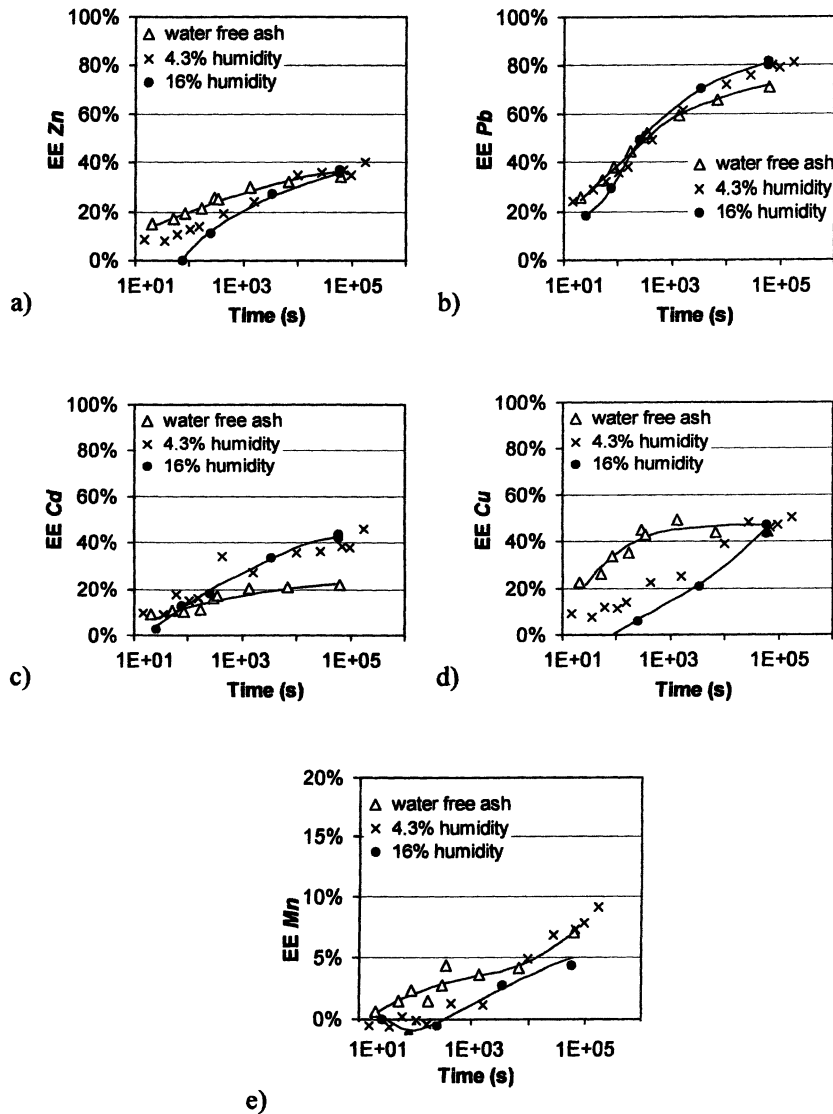 100%
80%
60%
40%
20%
0%
EE Zn
△ water free ash
× 4.3% humidity
● 16% humidity
1E+01 1E+03 1E+05
Time (s)
a)
100%
80%
60%
40%
20%
0%
EE Pb
△ water free ash
× 4.3% humidity
● 16% humidity
1E+01 1E+03 1E+05
Time (s)
b)
100%
80%
60%
40%
20%
0%
EE Cd
△ water free ash
× 4.3% humidity
● 16% humidity
1E+01 1E+03 1E+05
Time (s)
c)
100%
80%
60%
40%
20%
0%
EE Cu
△ water free ash
× 4.3% humidity
● 16% humidity
1E+01 1E+03 1E+05
Time (s)
d)
20%
15%
10%
5%
0%
EE Mn
△ water free ash
× 4.3% humidity
● 16% humidity
1E+01 1E+03 1E+05
Time (s)
e)